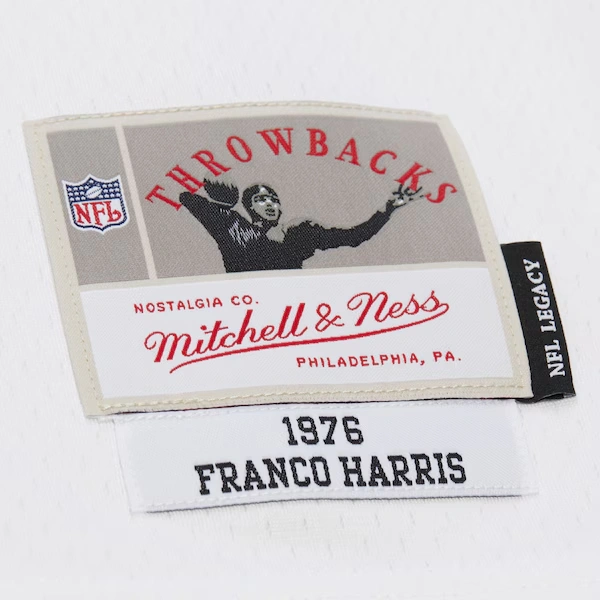 THROWBACKS
NFL
NOSTALGIA CO.
Mitchell & Ness
PHILADELPHIA, PA.
NFL LEGACY
1976
FRANCO HARRIS